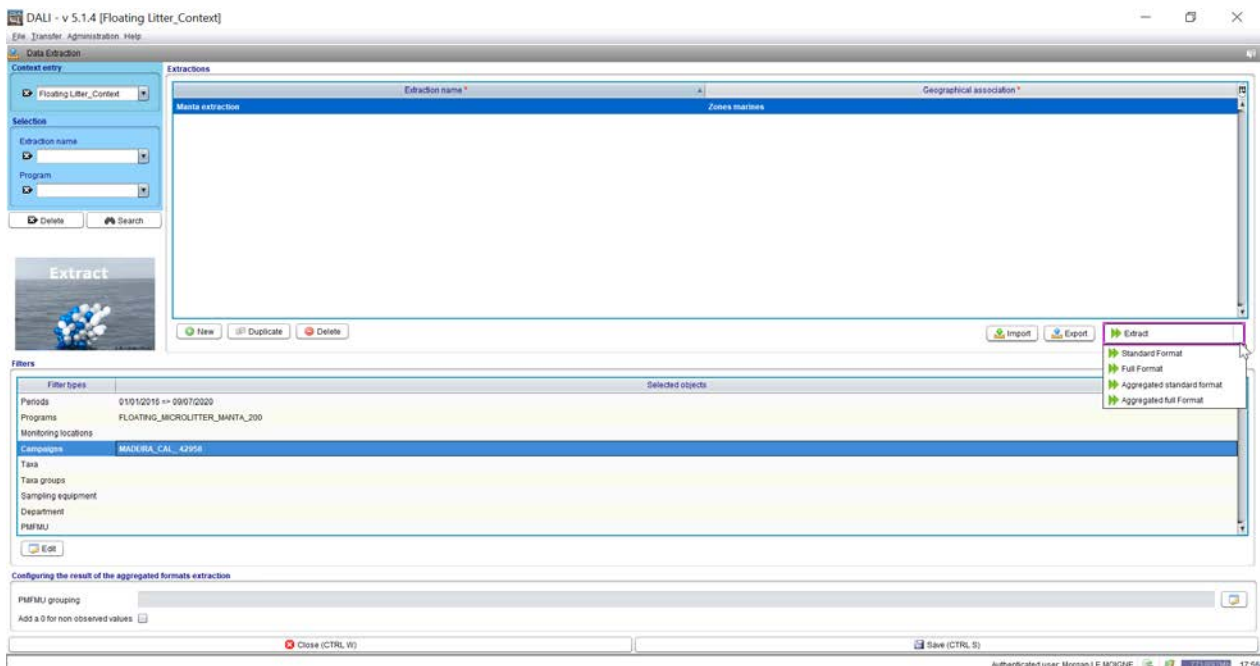 DALI - v 5.1.4 [Floating Litter_Context]
File Transfer Administration Help
Data Extraction
Context entry
Floating Litter_Context
Selection
Extraction name
Program
Delete Search
Extract
Extractions
Extraction name * Geographical association *
Manta extraction Zones marines
New Duplicate Delete Import Export Extract
Standard Format
Full Format
Aggregated standard format
Aggregated full Format
Filters
Filter types Selected objects
Periods 01/01/2016 => 09/07/2020
Programs FLOATING_MICROLITTER_MANTA_200
Monitoring locations
Campaigns MADEIRA_CAL_ 42956
Taxa
Taxa groups
Sampling equipment
Department
PMFMU
Edit
Configuring the result of the aggregated formats extraction
PMFMU grouping
Add a 0 for non observed values
Close (CTRL W) Save (CTRL S)
Authenticated user: Morgan LE MOIGNE